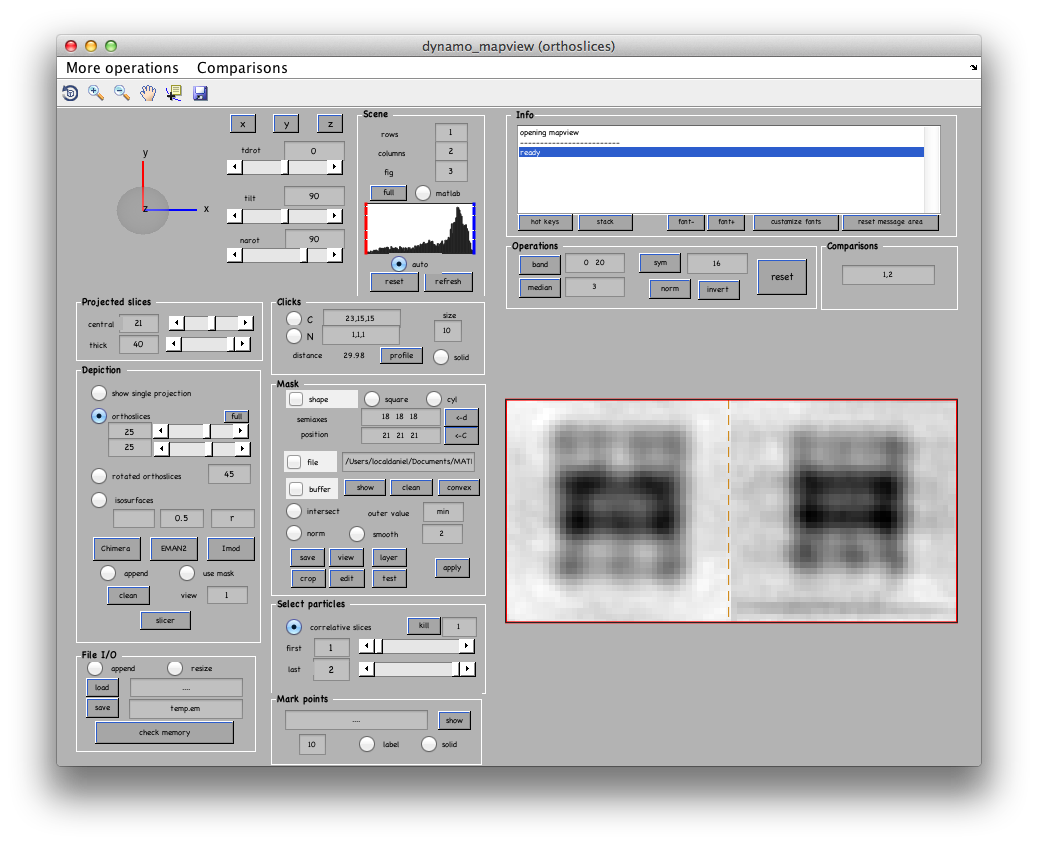 dynamo_mapview (orthoslices)
More operations Comparisons
x y z
tdrot 0
y
x
z
tilt 90
narot 90
Scene
rows 1
columns 2
fig 3
full matlab
auto
reset refresh
Info
opening mapview
---------------------------
ready
hot keys stack font- font+ customize fonts reset message area
Operations
band 0 20 sym 16
median 3 norm invert
reset
Comparisons
1,2
Projected slices
central 21
thick 40
Clicks
C 23,15,15
N 1,1,1
size
10
distance 29.98 profile solid
Depiction
show single projection
orthoslices full
25
25
rotated orthoslices 45
isosurfaces
0.5 r
Chimera EMAN2 Imod
append use mask
clean view 1
slicer
Mask
shape square cyl
semiaxes 18 18 18 <-d
position 21 21 21 <-C
file /Users/localdaniel/Documents/MATI
buffer show clean convex
intersect outer value min
norm smooth 2
save view layer
crop edit test
apply
Select particles
correlative slices kill 1
first 1
last 2
File I/O
append resize
load ....
save temp.em
check memory
Mark points
.... show
10 label solid